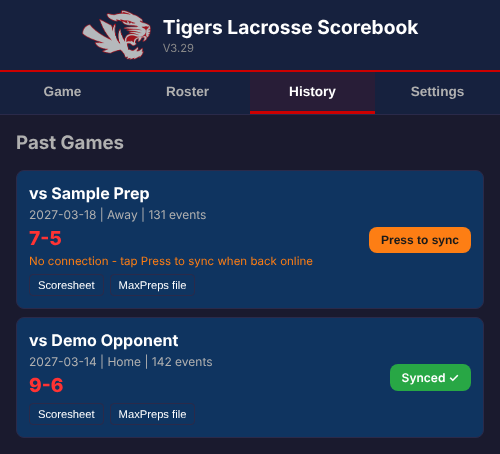 Tigers Lacrosse Scorebook
V3.29
Game
Roster
History
Settings
Past Games
vs Sample Prep
2027-03-18 | Away | 131 events
7-5
Press to sync
No connection - tap Press to sync when back online
Scoresheet
MaxPreps file
vs Demo Opponent
2027-03-14 | Home | 142 events
9-6
Synced ✓
Scoresheet
MaxPreps file